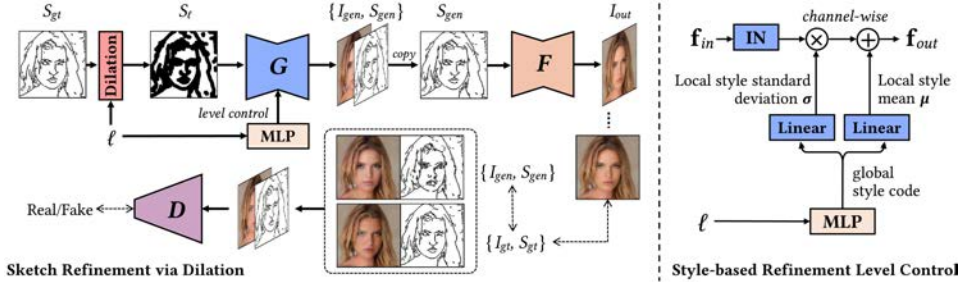 S_gt
S_t
{I_gen, S_gen}
S_gen
I_out
Dilation
G
copy
F
level control
ℓ
MLP
{I_gen, S_gen}
Real/Fake
D
{I_gt, S_gt}
Sketch Refinement via Dilation
channel-wise
f_in
IN
f_out
Local style standard
deviation σ
Local style
mean μ
Linear
Linear
global
style code
ℓ
MLP
Style-based Refinement Level Control